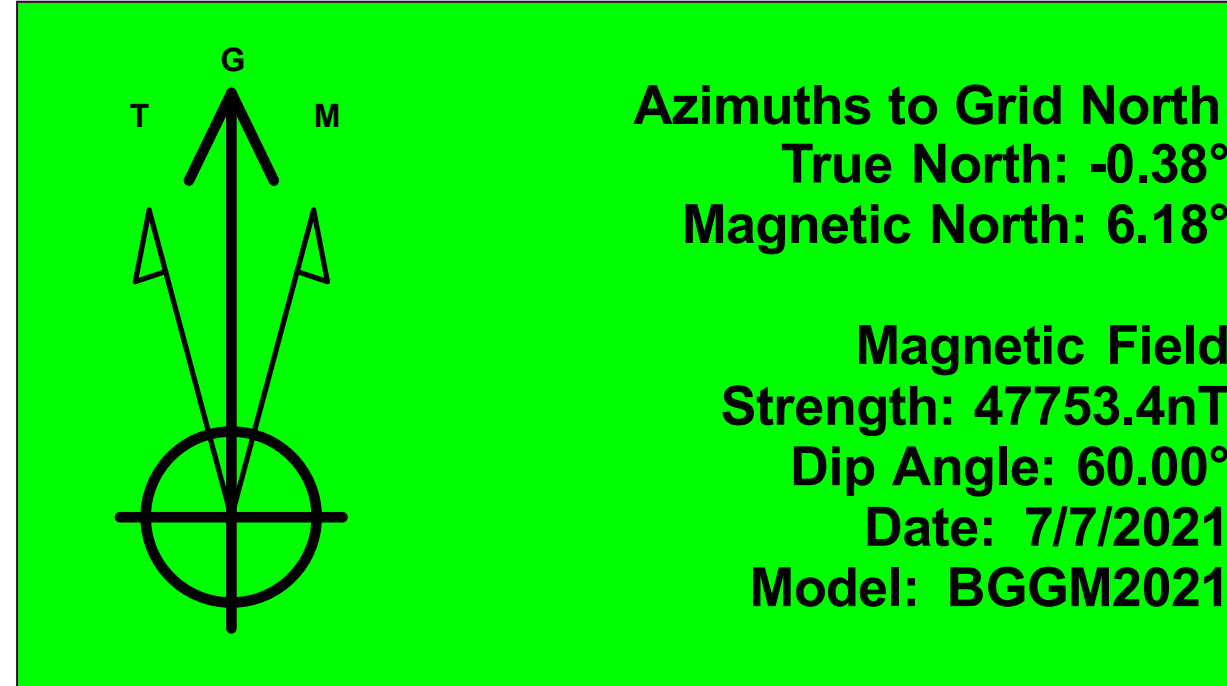 G
T M
Azimuths to Grid North
True North: -0.38°
Magnetic North: 6.18°
Magnetic Field
Strength: 47753.4nT
Dip Angle: 60.00°
Date: 7/7/2021
Model: BGGM2021